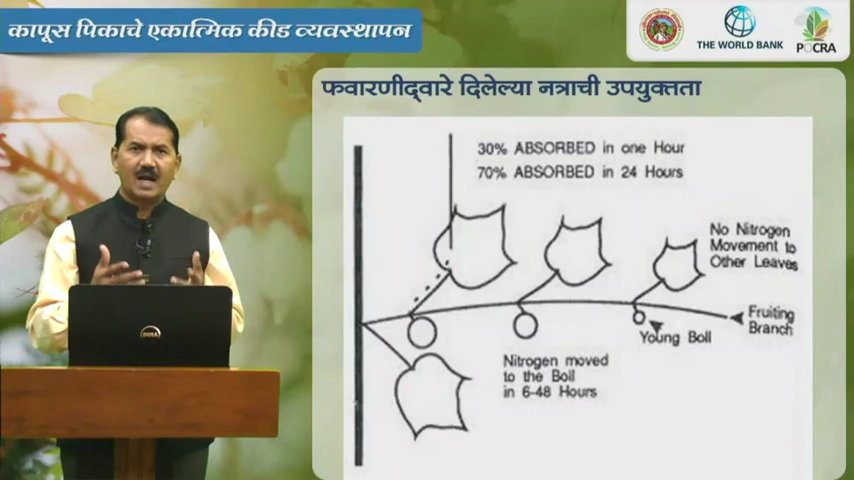 कापूस पिकाचे एकात्मिक कीड व्यवस्थापन
THE WORLD BANK
POCRA
फवारणीद्वारे दिलेल्या नत्राची उपयुक्तता
30% ABSORBED in one Hour
70% ABSORBED in 24 Hours
No Nitrogen
Movement to
Other Leaves
Fruiting
Branch
Young Boll
Nitrogen moved
to the Boil
in 6-48 Hours
DELL